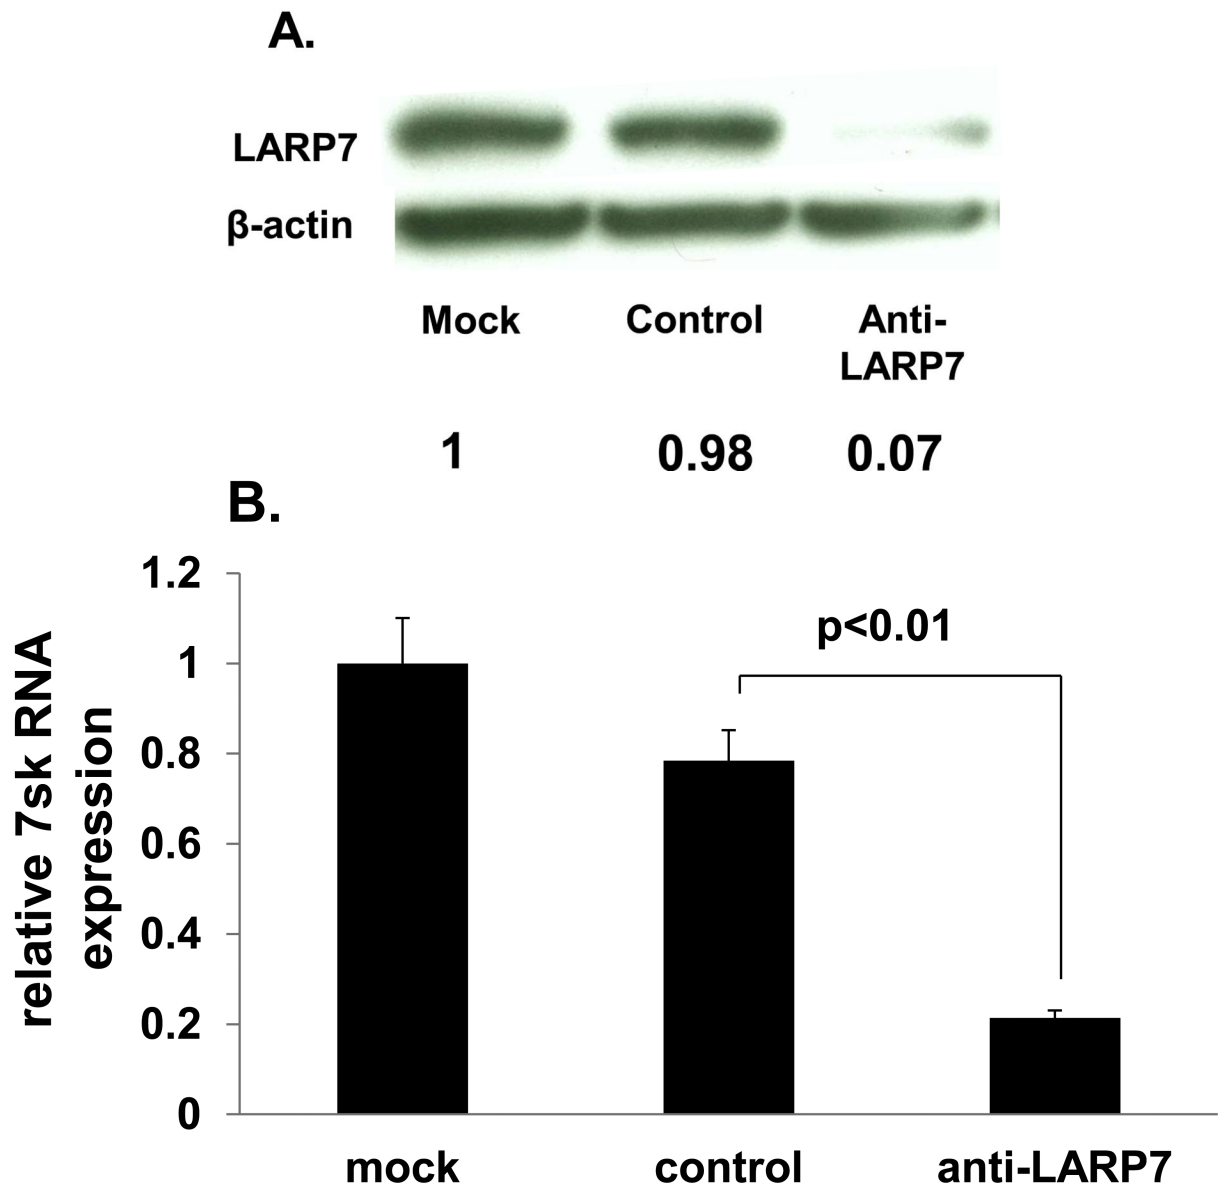 A.
LARP7
β-actin
Mock Control Anti-
LARP7
1 0.98 0.07
B.
relative 7sk RNA
expression
1.2
1
0.8
0.6
0.4
0.2
0
p<0.01
mock control anti-LARP7